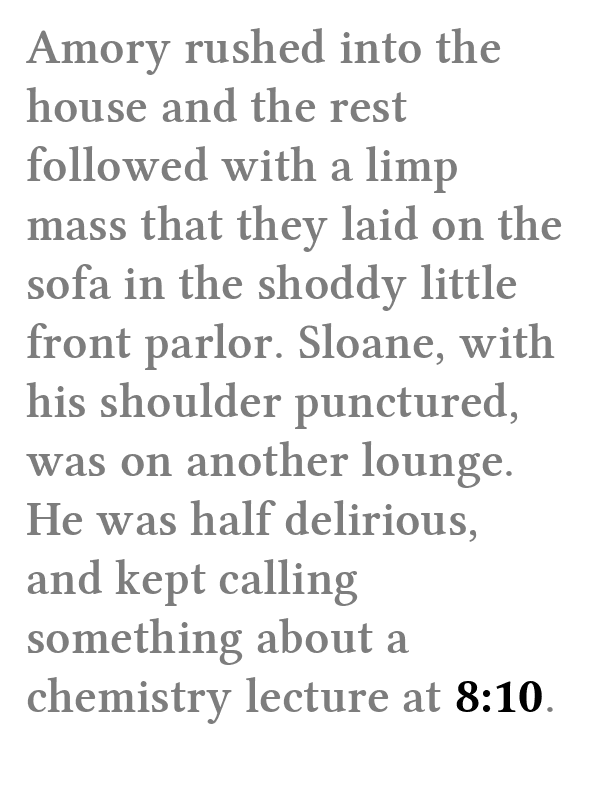 Amory rushed into the
house and the rest
followed with a limp
mass that they laid on the
sofa in the shoddy little
front parlor. Sloane, with
his shoulder punctured,
was on another lounge.
He was half delirious,
and kept calling
something about a
chemistry lecture at 8:10.